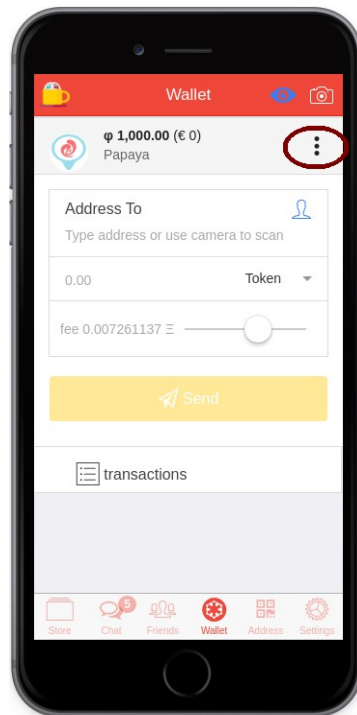 Wallet
φ 1,000.00 (€ 0)
Papaya
Address To
Type address or use camera to scan
0.00 Token
fee 0.007261137 Ξ
Send
transactions
5
Store Chat Friends Wallet Address Settings